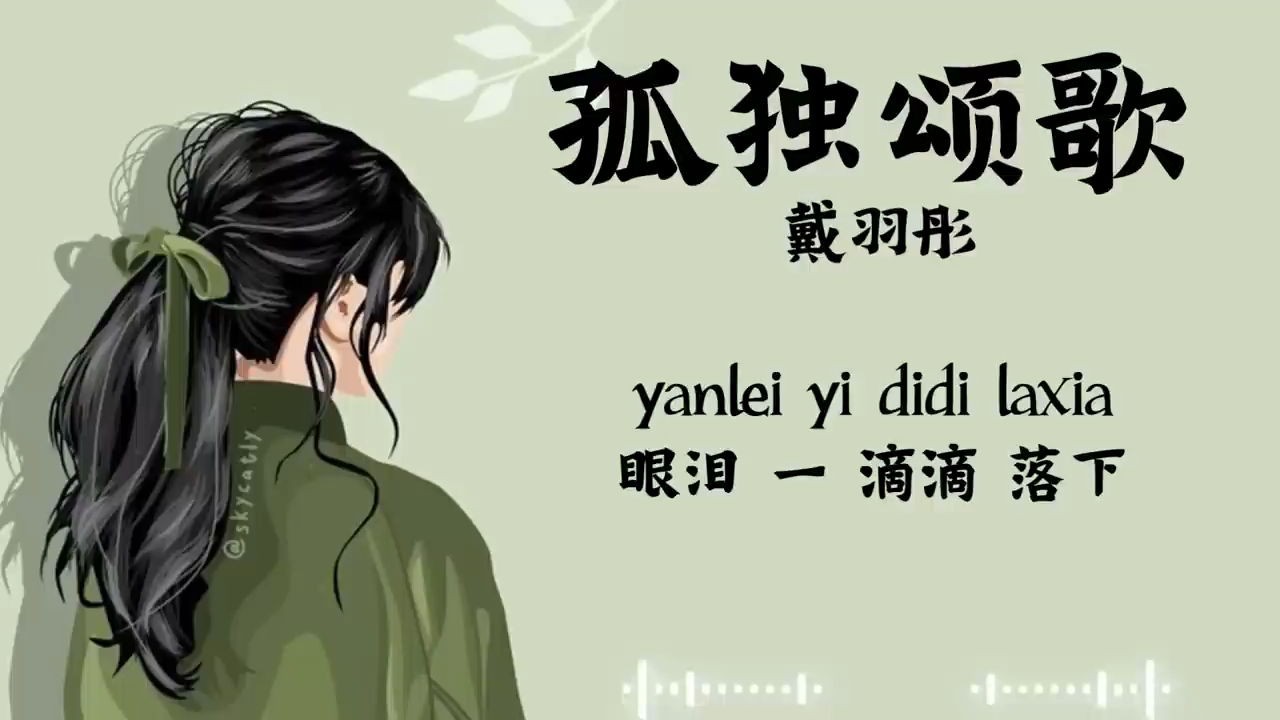 孤独颂歌
戴羽彤
yanlei yi didi laxia
眼泪 一 滴滴 落下
@skycatly